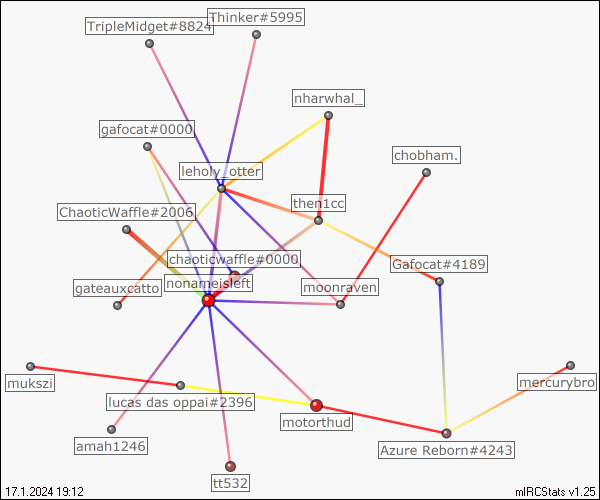 Thinker#5995
TripleMidget#8824
nharwhal_
gafocat#0000
chobham.
leholy_otter
then1cc
ChaoticWaffle#2006
chaoticwaffle#0000
Gafocat#4189
nonameisleft
gateauxcatto
moonraven
mukszi
mercurybro
lucas das oppai#2396
motorthud
amah1246
Azure Reborn#4243
tt532
17.1.2024 19:12
mIRCStats v1.25